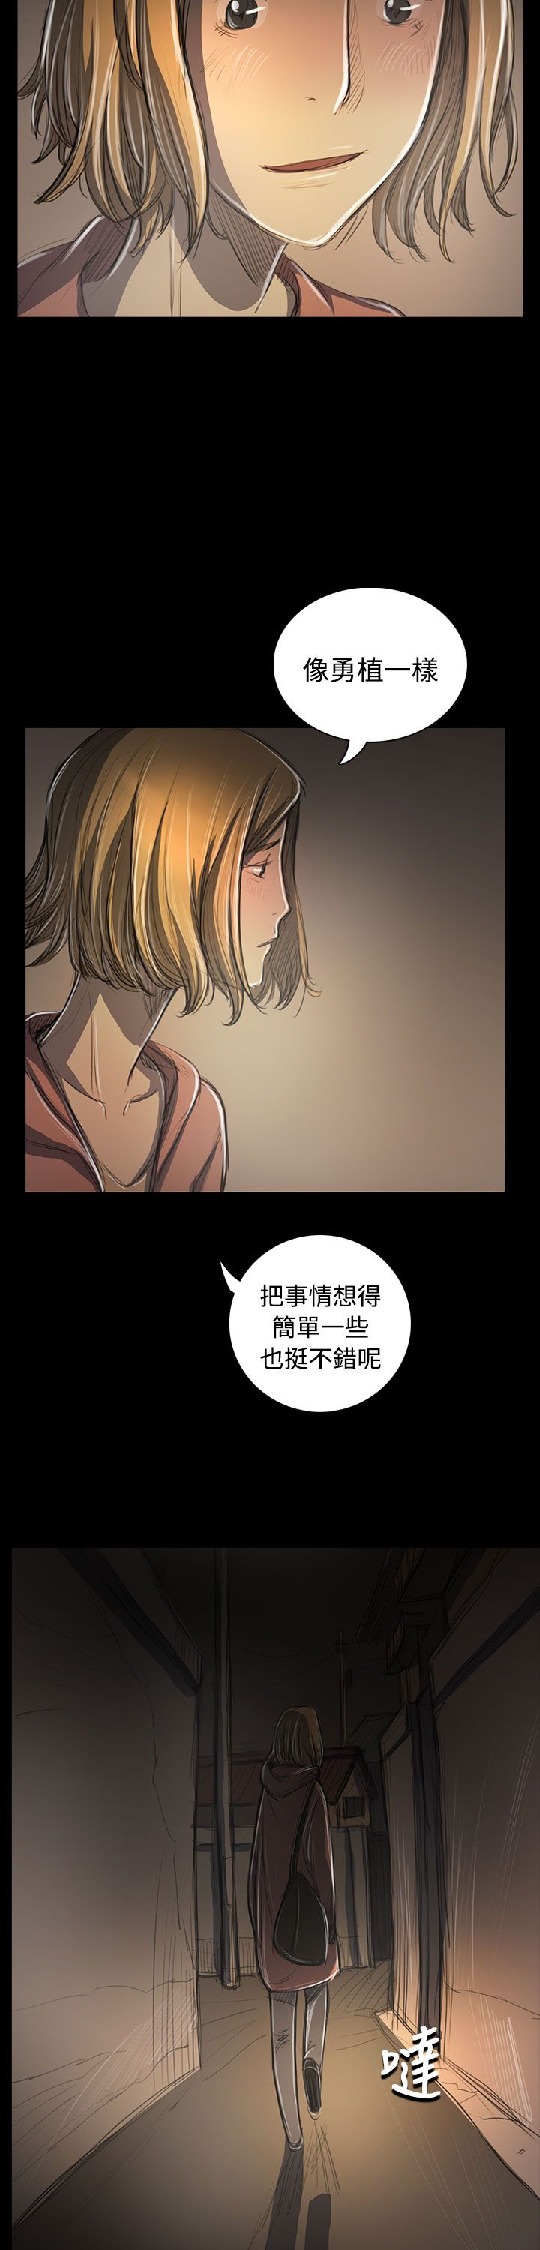 像勇植一樣
把事情想得
簡單一些
也挺不錯呢
噠